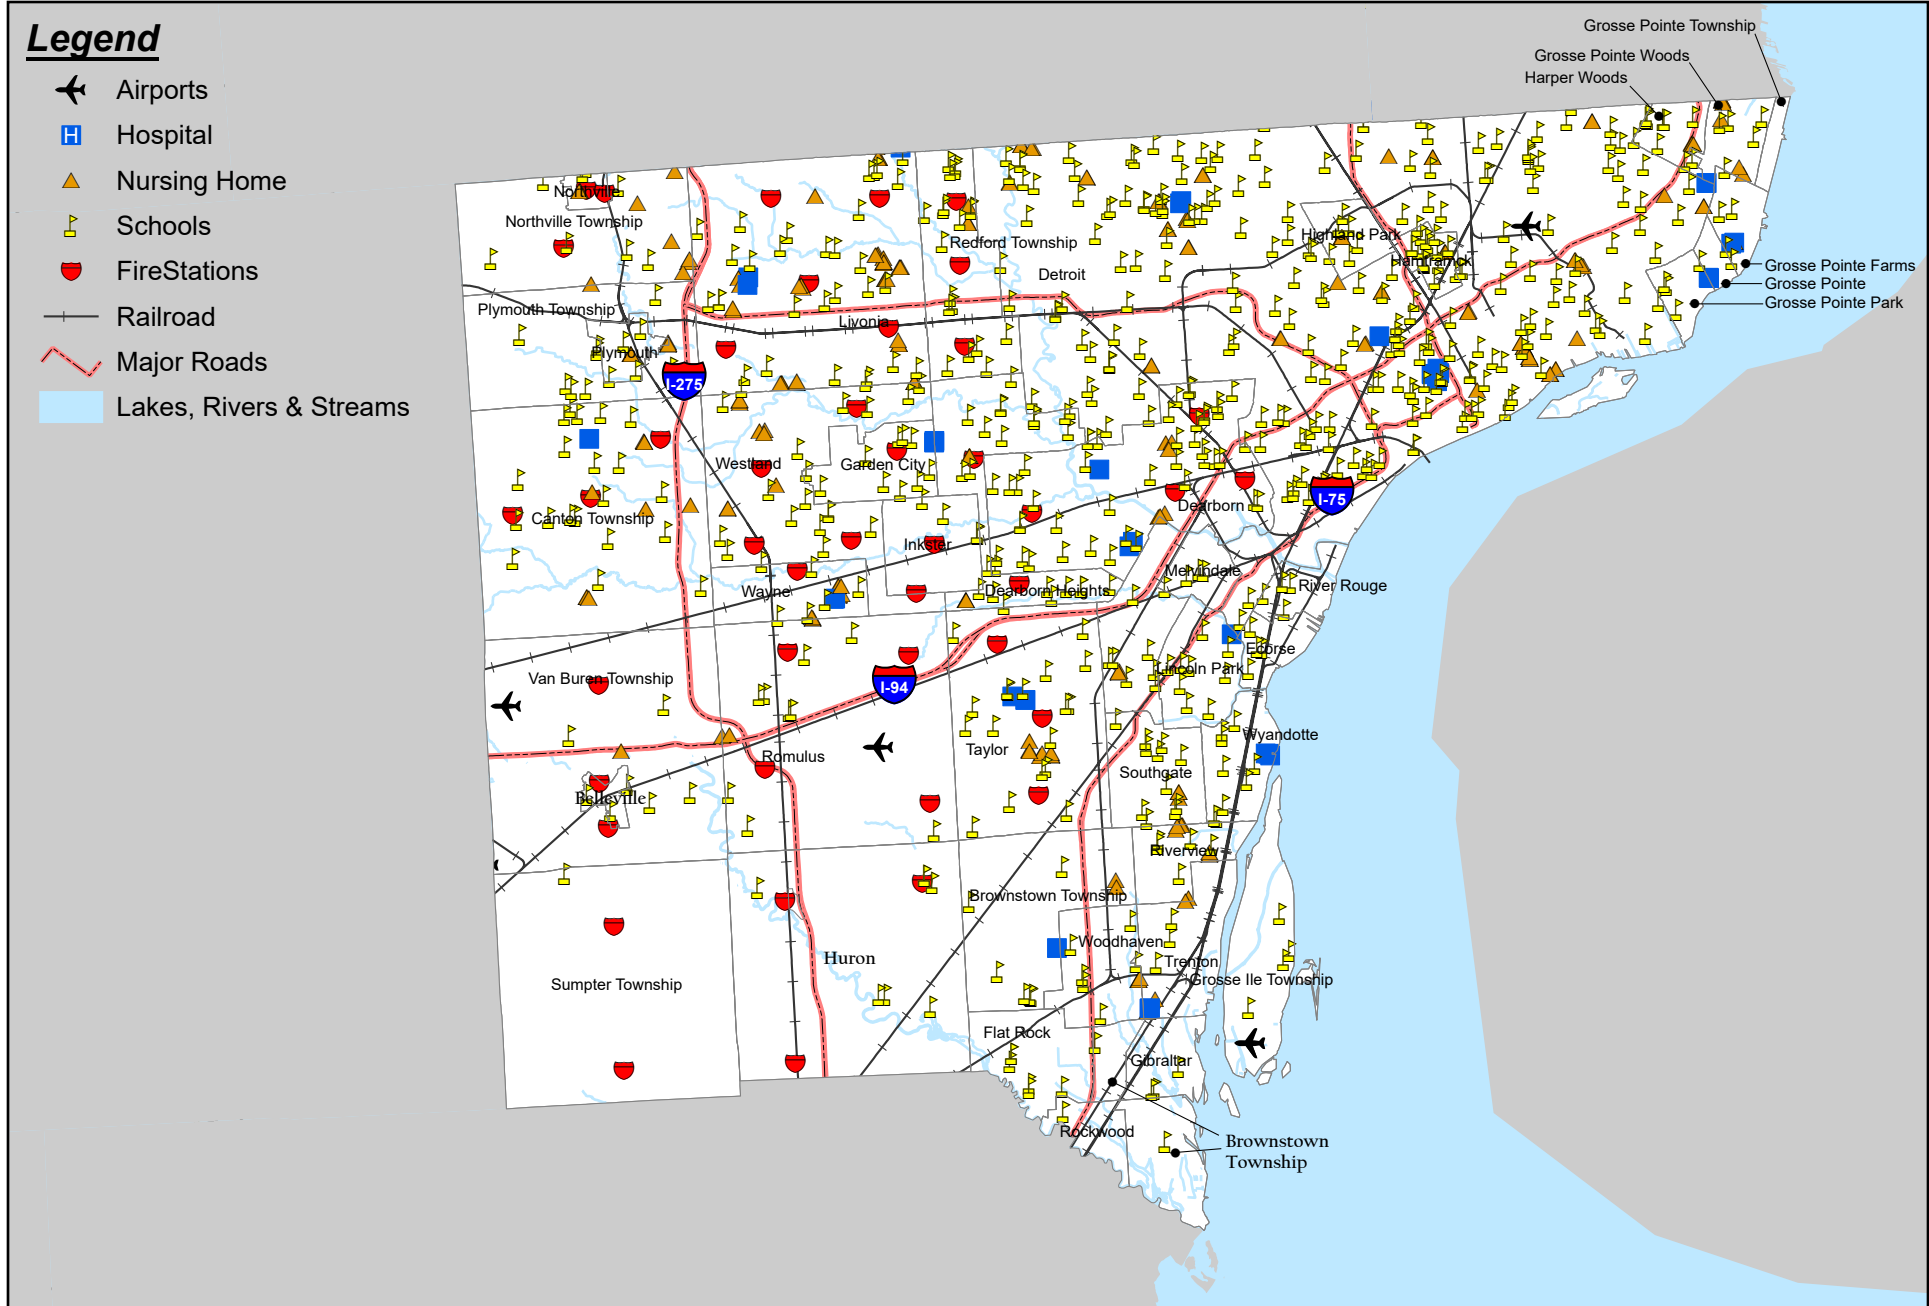 Legend
Airports
H
Hospital
Nursing Home
Schools
FireStations
Railroad
Major Roads
Lakes, Rivers & Streams
Grosse Pointe Township
Grosse Pointe Woods
Harper Woods
Northville
Northville Township
Redford Township
Highland Park
Hamtramck
Detroit
Grosse Pointe Farms
Grosse Pointe
Grosse Pointe Park
Plymouth Township
Livonia
Plymouth
I-275
Westland
Garden City
I-75
Canton Township
Dearborn
Inkster
Melvindale
Wayne
Dearborn Heights
River Rouge
Ecorse
Lincoln Park
Van Buren Township
I-94
Wyandotte
Romulus
Taylor
Southgate
Belleville
Riverview
Brownstown Township
Woodhaven
Huron
Trenton
Sumpter Township
Grosse Ile Township
Flat Rock
Gibraltar
Rockwood
Brownstown
Township